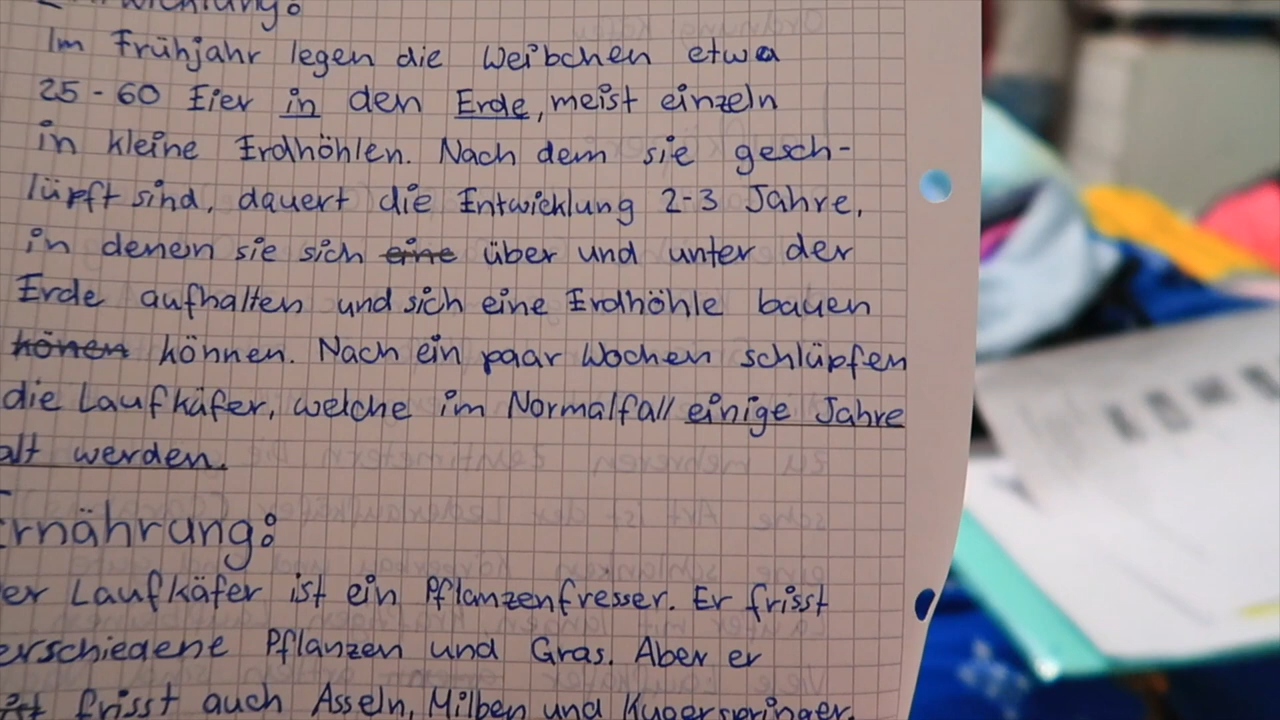 Entwicklung:
Im Frühjahr legen die Weibchen etwa
25-60 Eier in den Erde, meist einzeln
in kleine Erdhöhlen. Nach dem sie gesch-
lüpft sind, dauert die Entwicklung 2-3 Jahre,
in denen sie sich eine über und unter der
Erde aufhalten und sich eine Erdhöhle bauen
könen können. Nach ein paar Wochen schlüpfen
die Laufkäfer, welche im Normalfall einige Jahre
alt werden.
Ernährung:
er Laufkäfer ist ein Pflanzenfresser. Er frisst
erschiedene Pflanzen und Gras. Aber er
frisst auch Asseln, Milben und Kugerspringer.